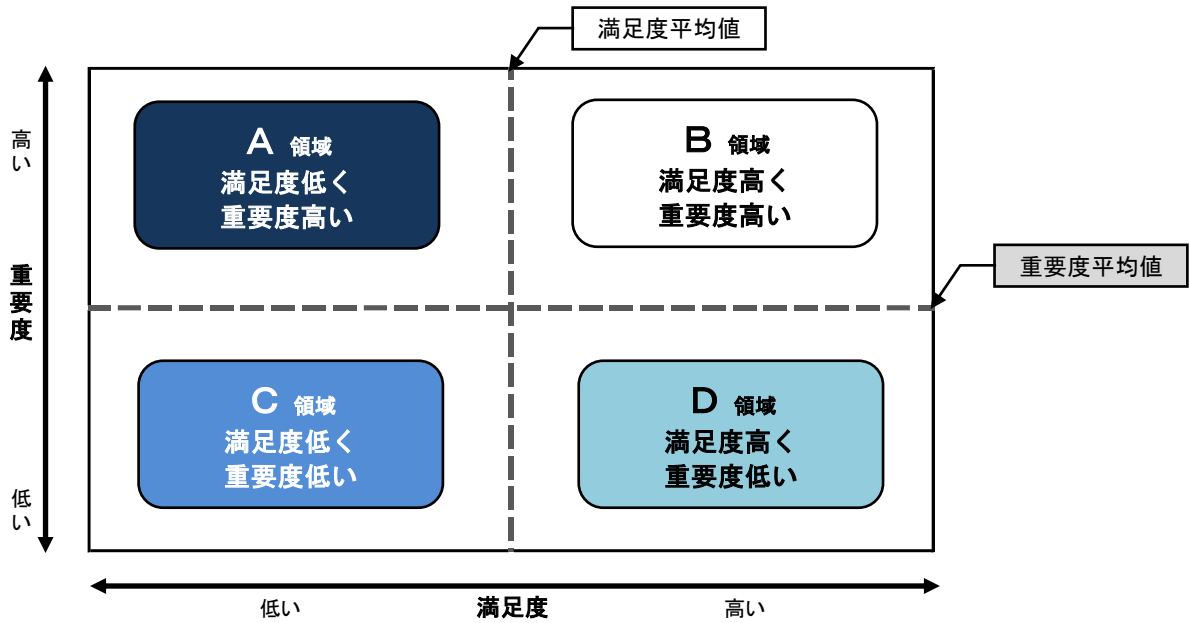 満足度平均値
高い
A 領域
満足度低く
重要度高い
B 領域
満足度高く
重要度高い
重要度平均値
重要度
C 領域
満足度低く
重要度低い
D 領域
満足度高く
重要度低い
低い
低い
満足度
高い